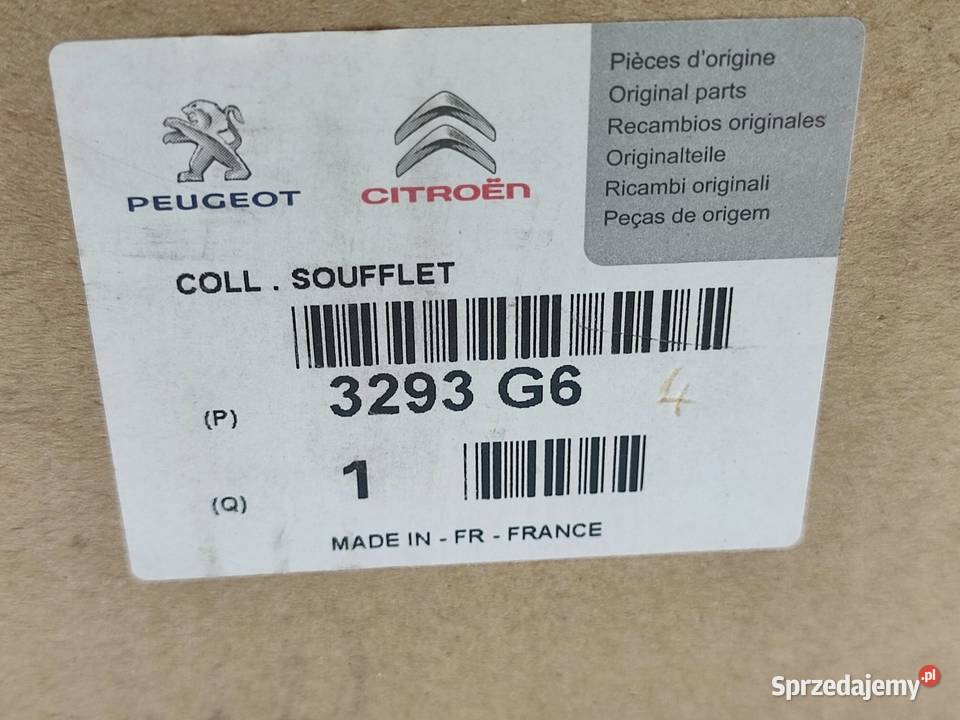 PEUGEOT
CITROËN
Pièces d'origine
Original parts
Recambios originales
Originalteile
Ricambi originali
Peças de origem
COLL . SOUFFLET
(P) 3293 G6 4
(Q) 1
MADE IN - FR - FRANCE
Sprzedajemy.pl